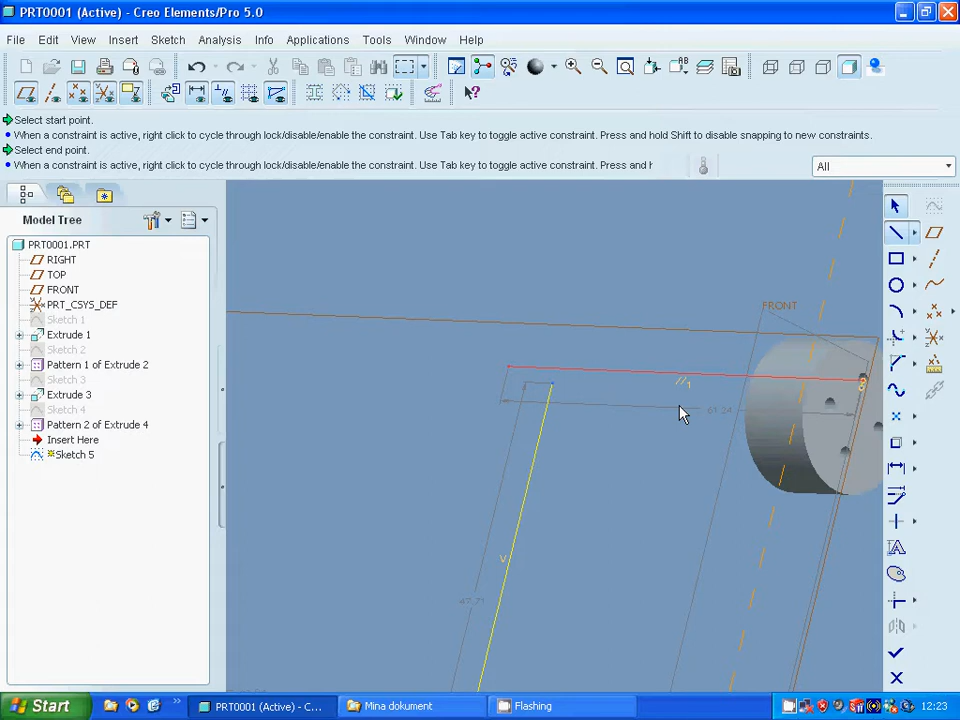 PRT0001 (Active) - Creo Elements/Pro 5.0
File Edit View Insert Sketch Analysis Info Applications Tools Window Help
Select start point.
When a constraint is active, right click to cycle through lock/disable/enable the constraint. Use Tab key to toggle active constraint. Press and hold Shift to disable snapping to new constraints.
Select end point.
When a constraint is active, right click to cycle through lock/disable/enable the constraint. Use Tab key to toggle active constraint. Press and h
All
Model Tree
PRT0001.PRT
RIGHT
TOP
FRONT
PRT_CSYS_DEF
Sketch 1
Extrude 1
Sketch 2
Pattern 1 of Extrude 2
Sketch 3
Extrude 3
Sketch 4
Pattern 2 of Extrude 4
Insert Here
Sketch 5
FRONT
//1
61.24
V
47.71
Start
PRT0001 (Active) - C...
Mina dokument
Flashing
12:23